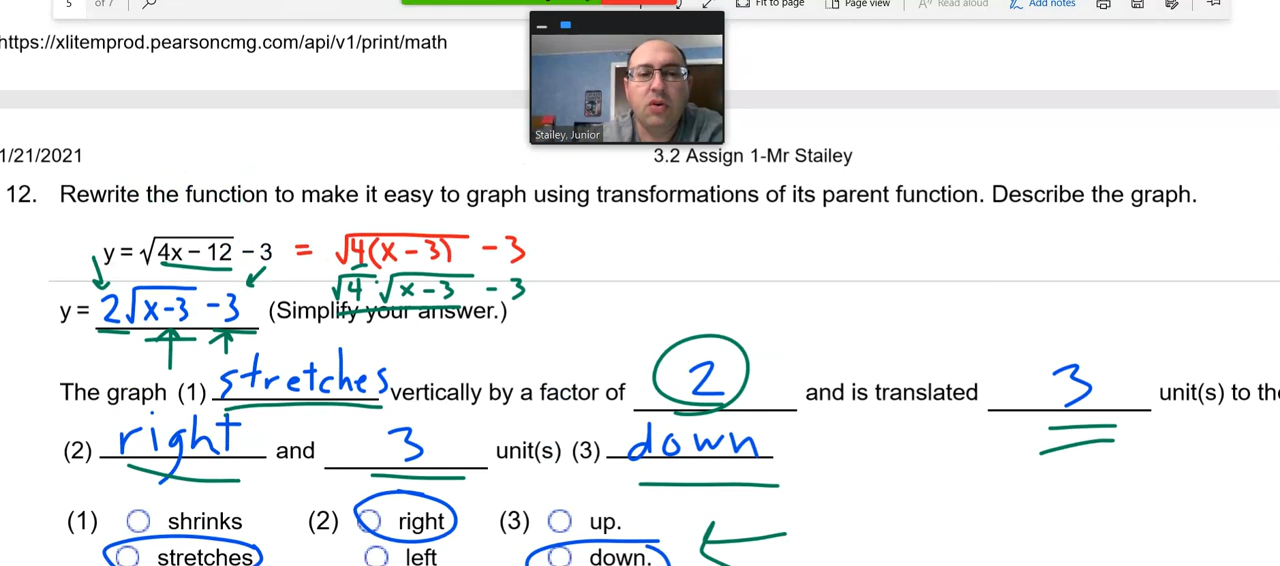 5 of 7 Fit to page Page view Read aloud Add notes
https://xlitemprod.pearsoncmg.com/api/v1/print/math
Stailey, Junior
1/21/2021 3.2 Assign 1-Mr Stailey
12. Rewrite the function to make it easy to graph using transformations of its parent function. Describe the graph.
y = √4x − 12 − 3 = √4(x − 3) − 3
√4 · √x − 3 − 3
y = 2√x − 3 − 3 (Simplify your answer.)
The graph (1) stretches vertically by a factor of 2 and is translated 3 unit(s) to the
(2) right and 3 unit(s) (3) down
(1) shrinks (2) right (3) up.
stretches left down.